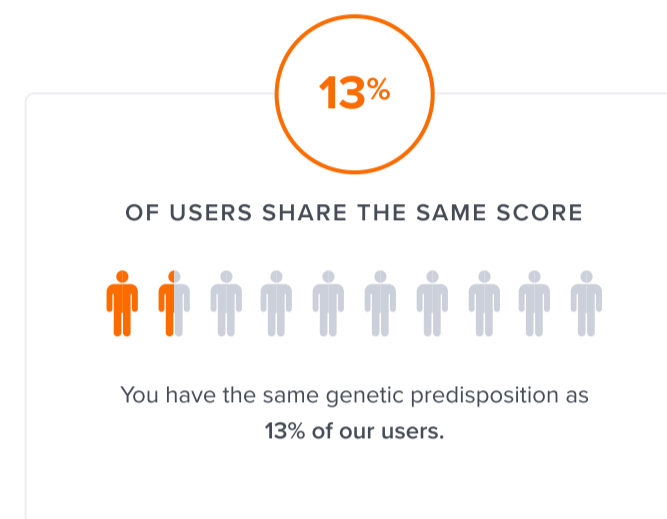 13%
OF USERS SHARE THE SAME SCORE
You have the same genetic predisposition as
13% of our users.